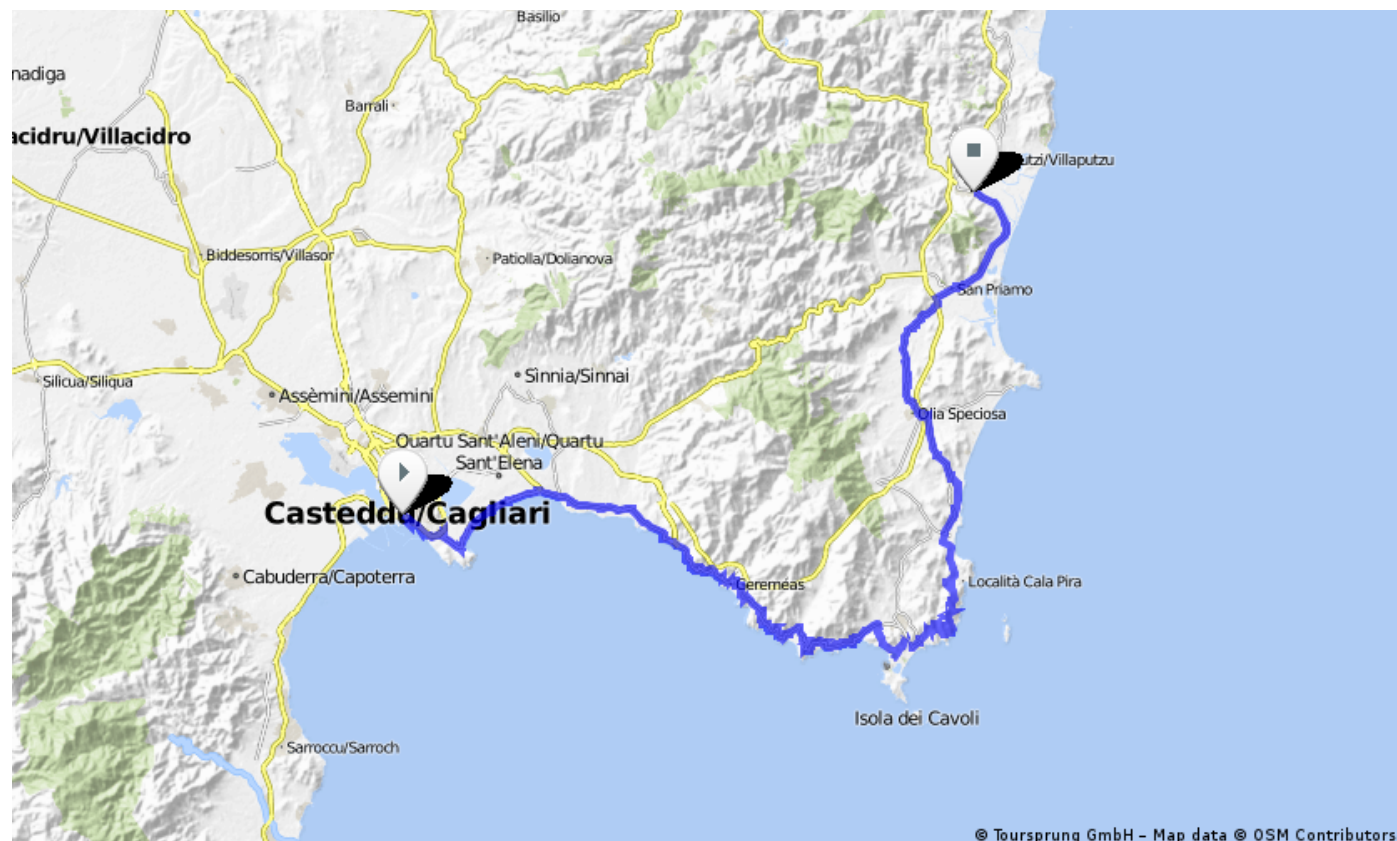 Basilio
nadiga
Barrali
acidru/Villacidro
utzi/Villaputzu
Biddesorris/Villasor
Patiolla/Dolianova
San Priamo
Silicua/Siliqua
Sìnnia/Sinnai
Assèmini/Assemini
Olia Speciosa
Quartu Sant'Aleni/Quartu
Sant'Elena
Casteddu/Cagliari
Cabuderra/Capoterra
Geremeas
Località Cala Pira
Isola dei Cavoli
Sarroccu/Sarroch
© Toursprung GmbH – Map data © OSM Contributors